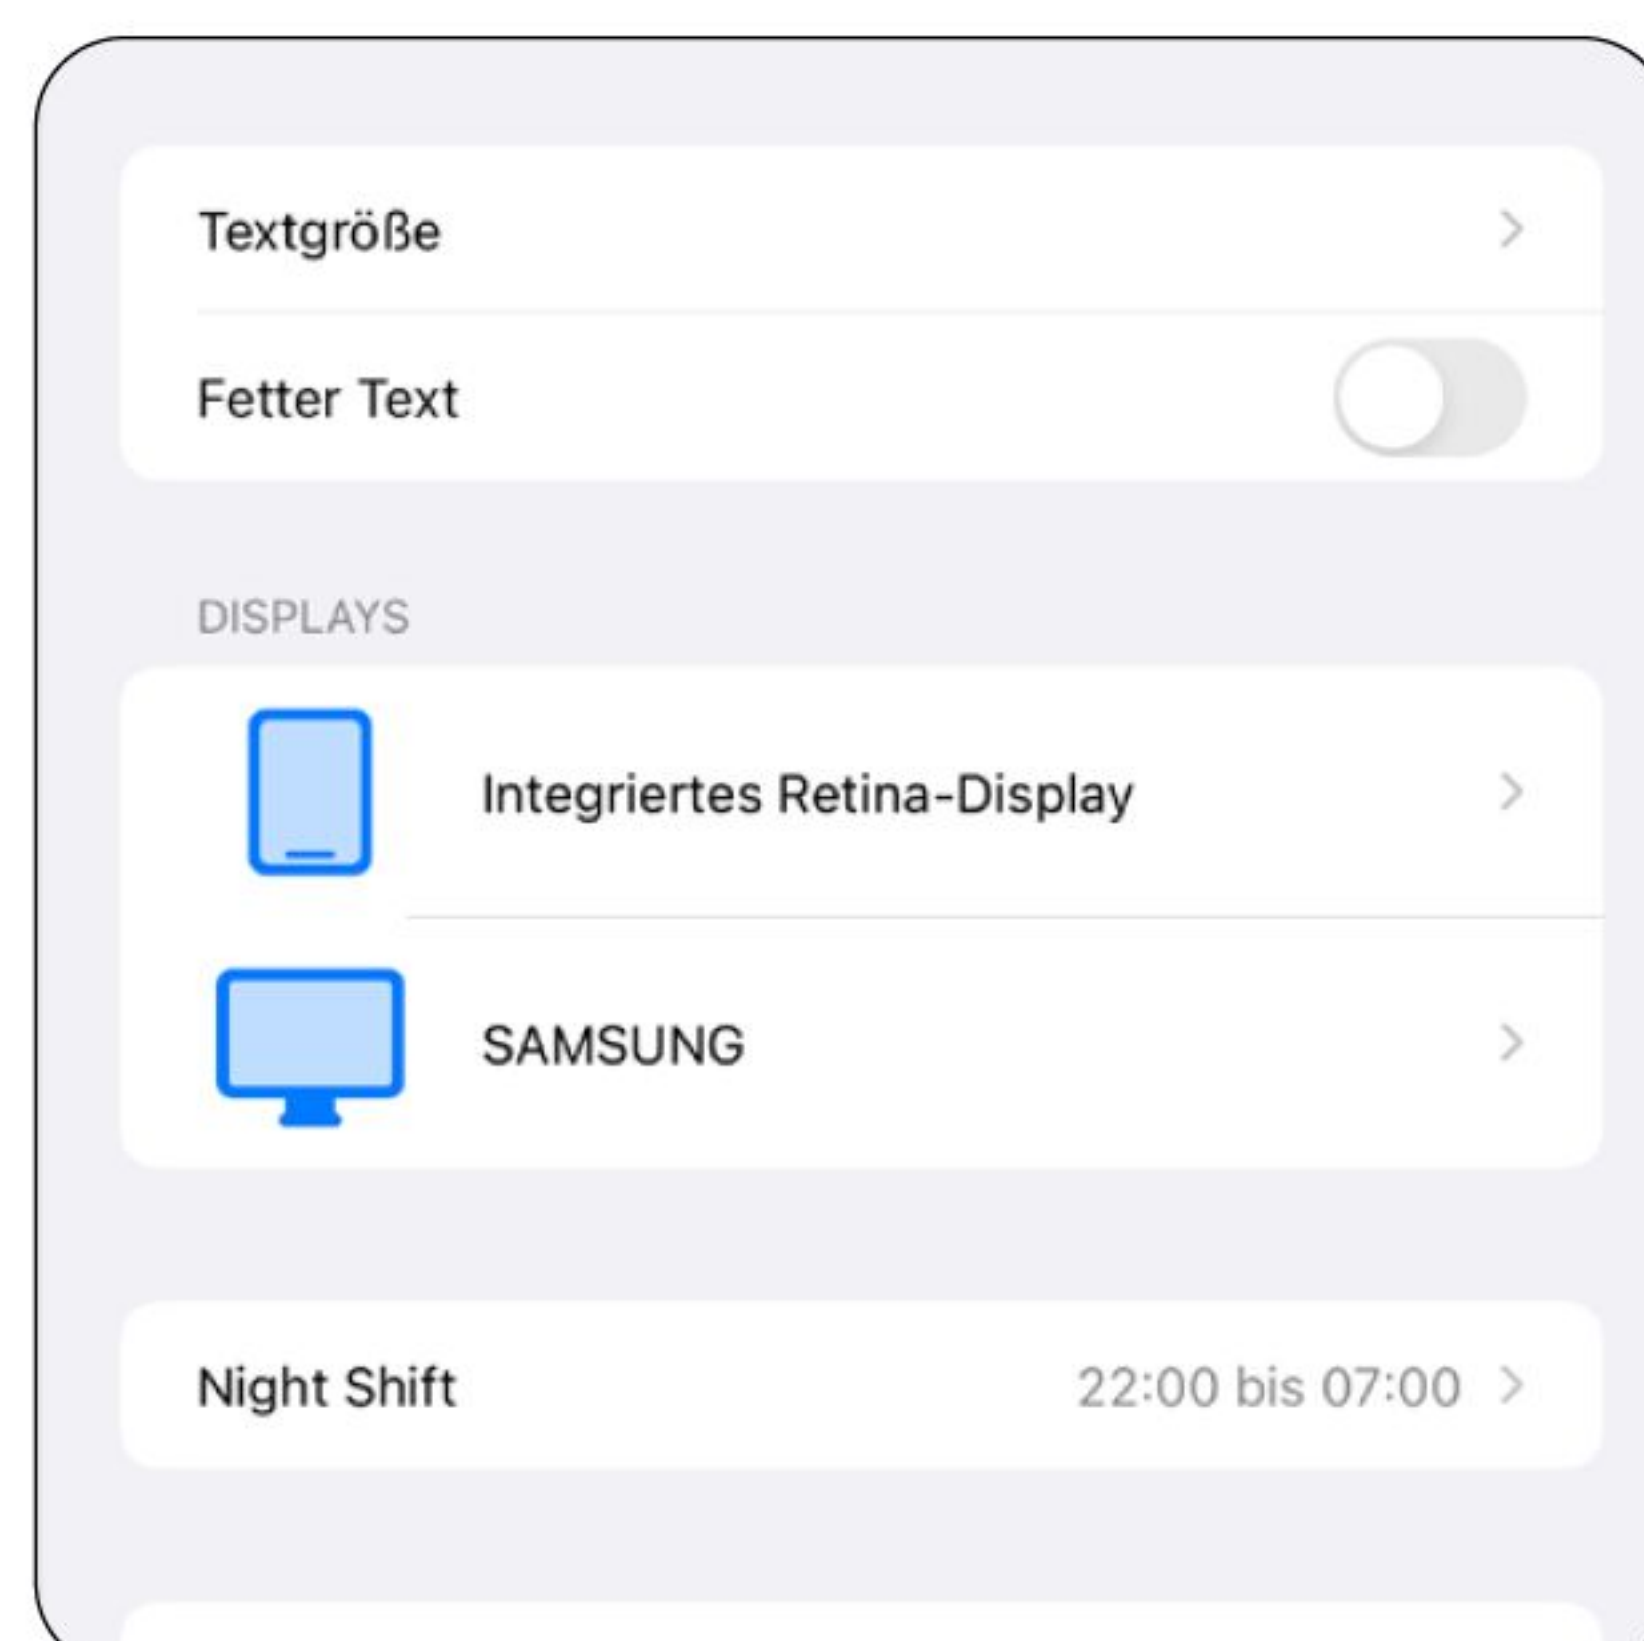 Textgröße
Fetter Text
DISPLAYS
Integriertes Retina-Display
SAMSUNG
Night Shift 22:00 bis 07:00